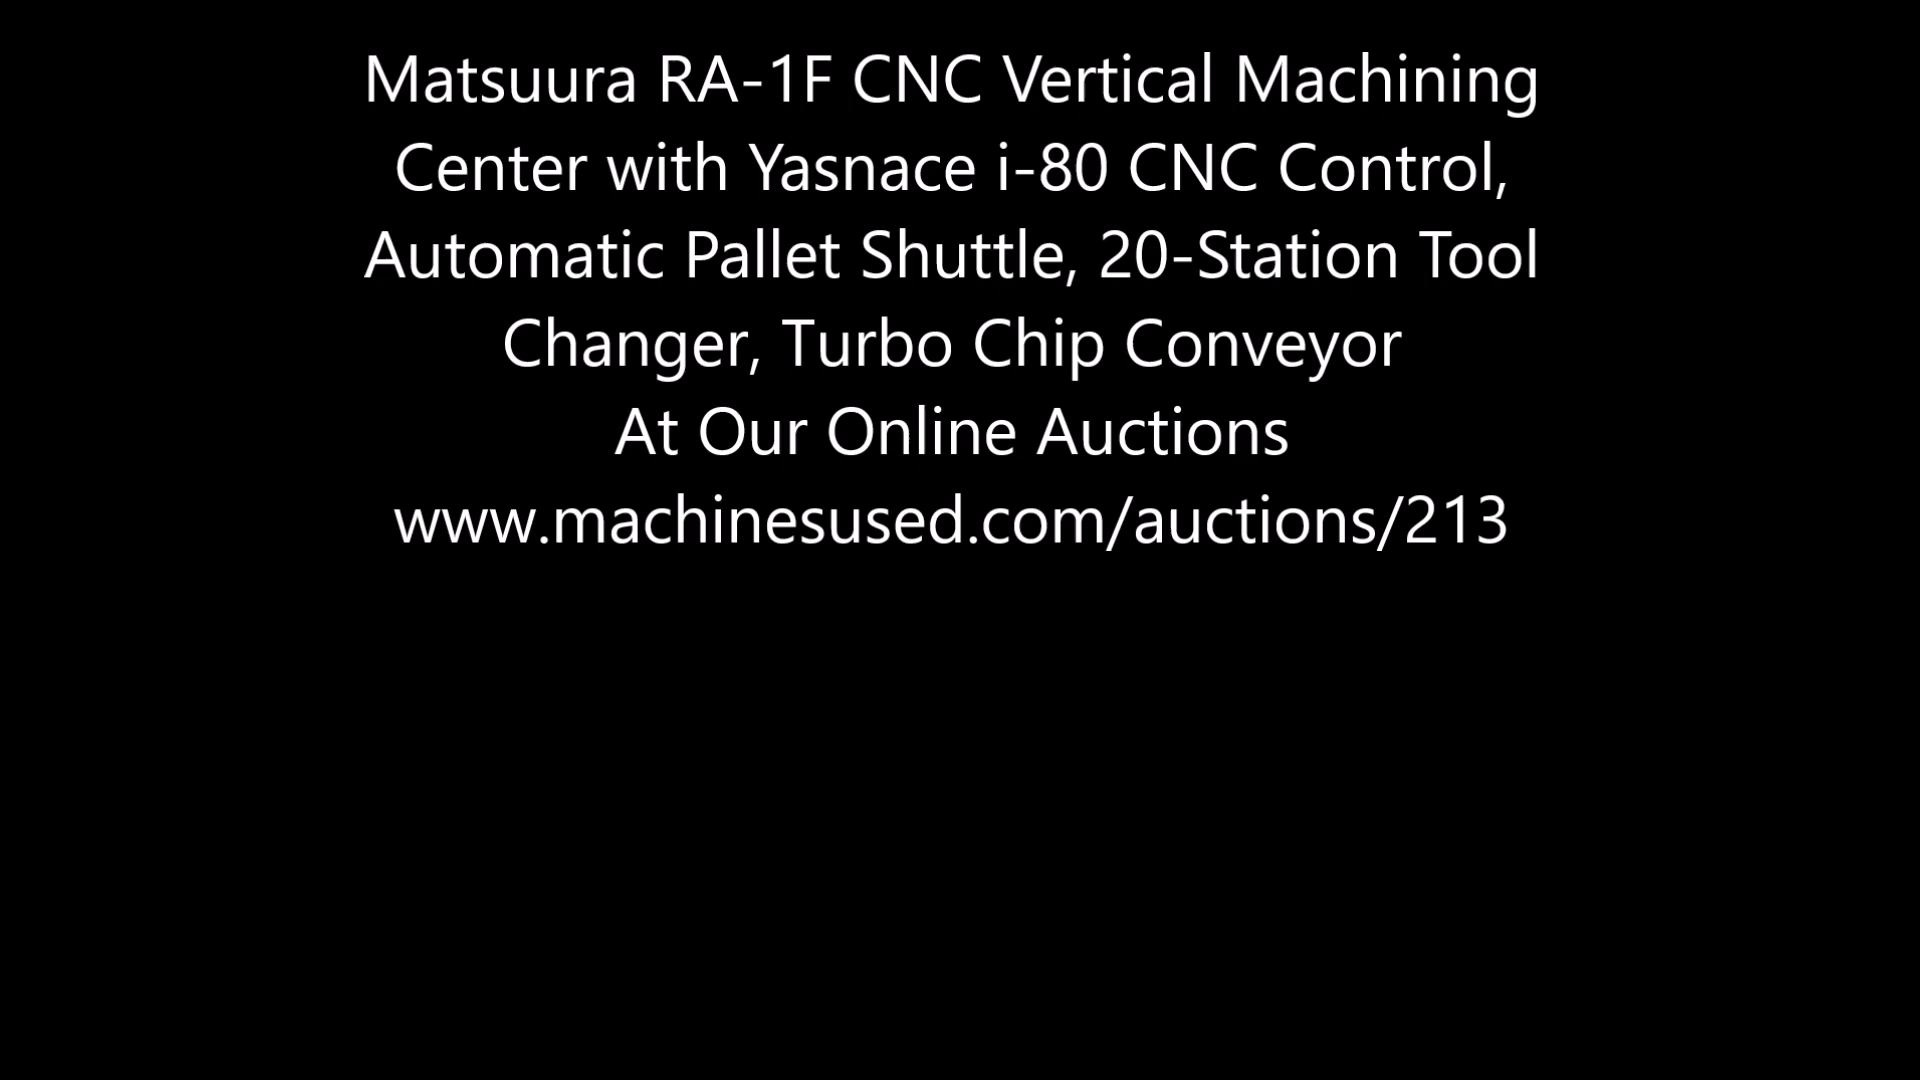 Matsuura RA-1F CNC Vertical Machining
Center with Yasnace i-80 CNC Control,
Automatic Pallet Shuttle, 20-Station Tool
Changer, Turbo Chip Conveyor
At Our Online Auctions
www.machinesused.com/auctions/213